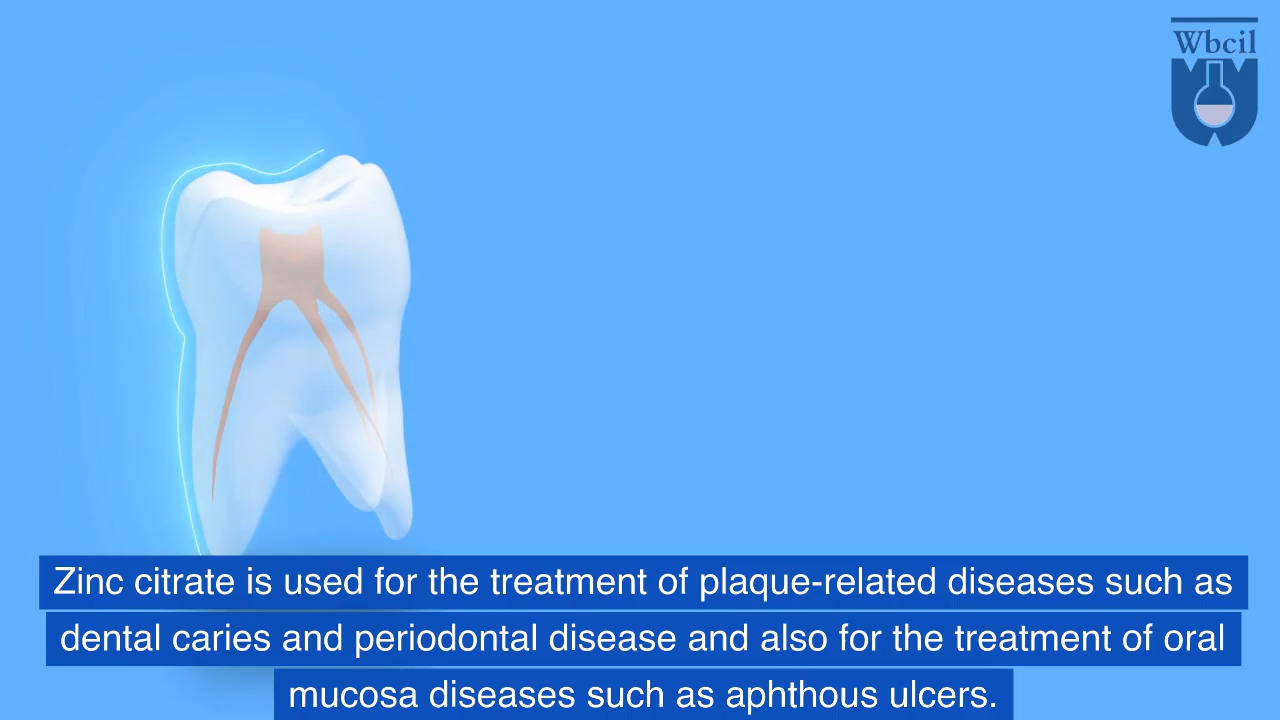 Wbcil
Zinc citrate is used for the treatment of plaque-related diseases such as
dental caries and periodontal disease and also for the treatment of oral
mucosa diseases such as aphthous ulcers.